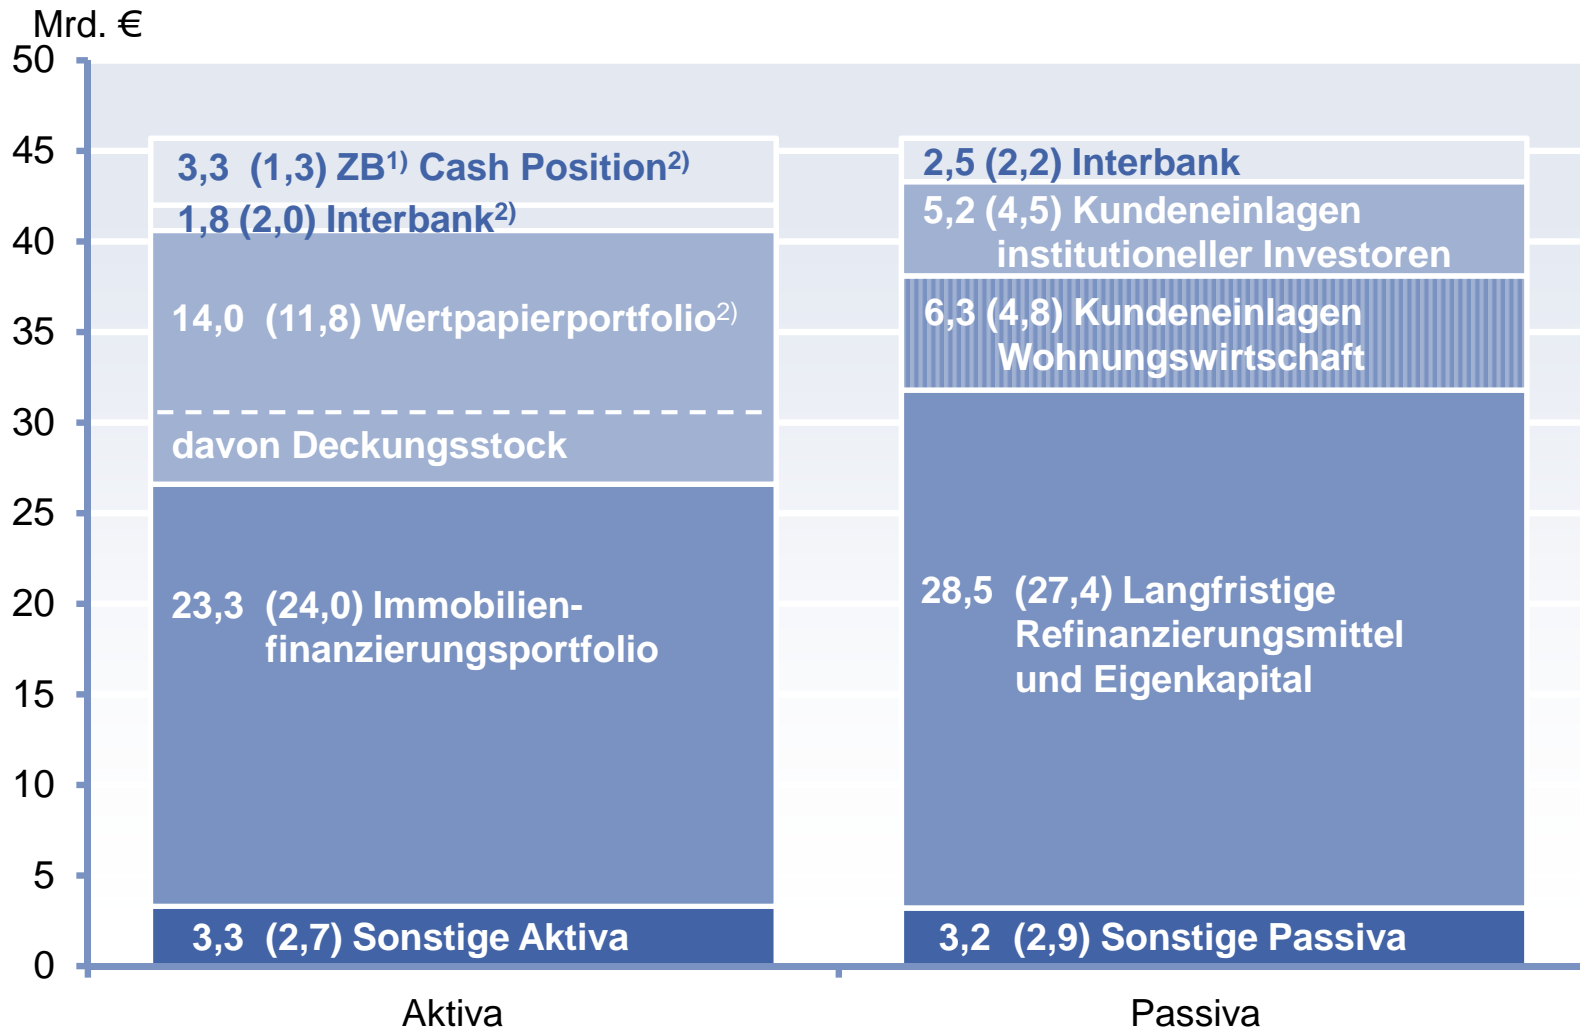 Mrd. €
50
45
40
35
30
25
20
15
10
5
0
3,3 (1,3) ZB1) Cash Position2)
1,8 (2,0) Interbank2)
14,0 (11,8) Wertpapierportfolio2)
davon Deckungsstock
23,3 (24,0) Immobilien-
finanzierungsportfolio
3,3 (2,7) Sonstige Aktiva
2,5 (2,2) Interbank
5,2 (4,5) Kundeneinlagen
institutioneller Investoren
6,3 (4,8) Kundeneinlagen
Wohnungswirtschaft
28,5 (27,4) Langfristige
Refinanzierungsmittel
und Eigenkapital
3,2 (2,9) Sonstige Passiva
Aktiva
Passiva